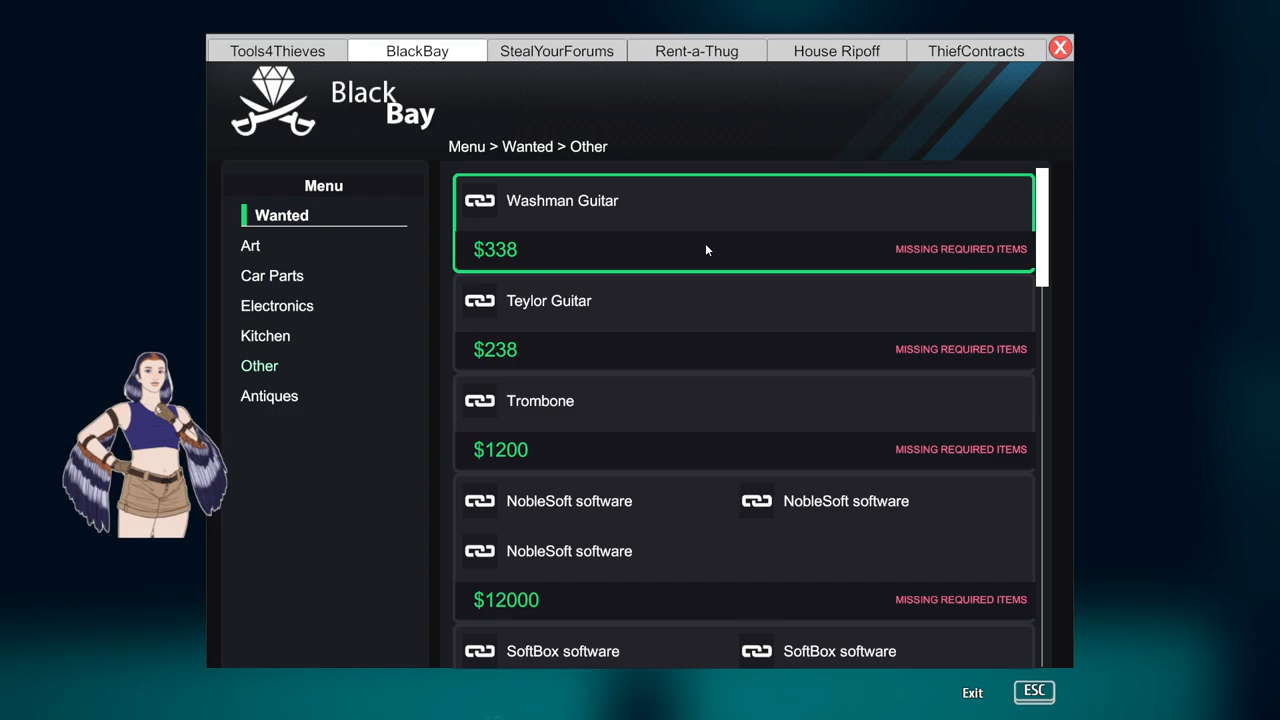 Tools4Thieves BlackBay StealYourForums Rent-a-Thug House Ripoff ThiefContracts X
Black
Bay
Menu > Wanted > Other
Menu
Wanted
Art
Car Parts
Electronics
Kitchen
Other
Antiques
Washman Guitar
$338 MISSING REQUIRED ITEMS
Teylor Guitar
$238 MISSING REQUIRED ITEMS
Trombone
$1200 MISSING REQUIRED ITEMS
NobleSoft software NobleSoft software
NobleSoft software
$12000 MISSING REQUIRED ITEMS
SoftBox software SoftBox software
Exit ESC